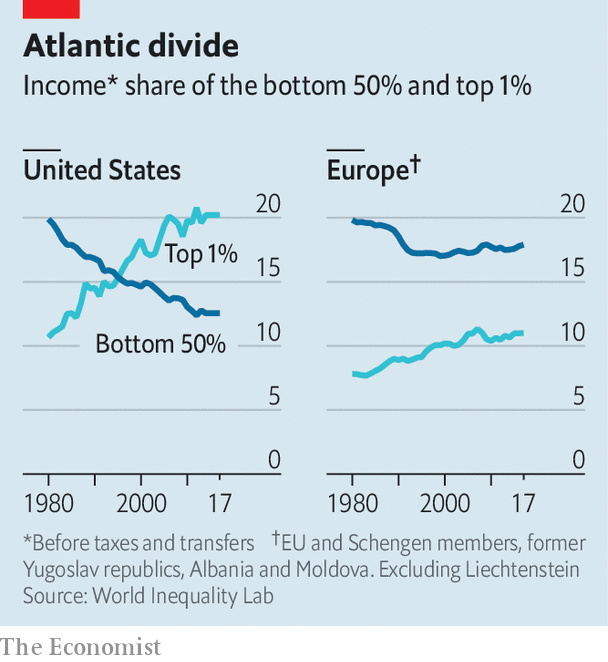 Atlantic divide
Income* share of the bottom 50% and top 1%
United States
20
Top 1%
15
Bottom 50%
10
5
0
1980 2000 17
Europe†
20
15
10
5
0
1980 2000 17
*Before taxes and transfers †EU and Schengen members, former
Yugoslav republics, Albania and Moldova. Excluding Liechtenstein
Source: World Inequality Lab
The Economist